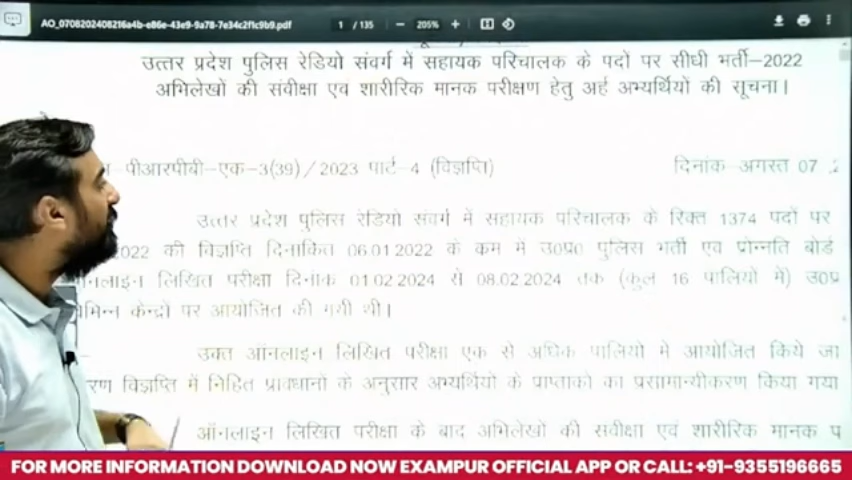 AO_0708202408216a4b-e86e-43e9-9a78-7e34c2f1c9b9.pdf
1 / 135
205%
उत्तर प्रदेश पुलिस रेडियो संवर्ग में सहायक परिचालक के पदों पर सीधी भर्ती–2022
अभिलेखों की संवीक्षा एवं शारीरिक मानक परीक्षण हेतु अर्ह अभ्यर्थियों की सूचना।
पीआरपीबी–एक–3(39)/2023 पार्ट–4 (विज्ञप्ति) दिनांक अगस्त 07
उत्तर प्रदेश पुलिस रेडियो संवर्ग में सहायक परिचालक के रिक्त 1374 पदों पर
2022 की विज्ञप्ति दिनांकित 06.01.2022 के क्रम में उ0प्र0 पुलिस भर्ती एवं प्रोन्नति बोर्ड
लिखित परीक्षा दिनांक 01.02.2024 से 08.02.2024 तक (कुल 16 पालियों में)
केन्द्रों पर आयोजित की गयी थी।
उक्त ऑनलाइन लिखित परीक्षा एक से अधिक पालियों में आयोजित किये जा
विज्ञप्ति में निहित प्रावधानों के अनुसार अभ्यर्थियों के प्राप्तांकों का प्रसामान्यीकरण किया गया
ऑनलाइन लिखित परीक्षा के बाद अभिलेखों की संवीक्षा एवं शारीरिक मानक
FOR MORE INFORMATION DOWNLOAD NOW EXAMPUR OFFICIAL APP OR CALL: +91-9355196665